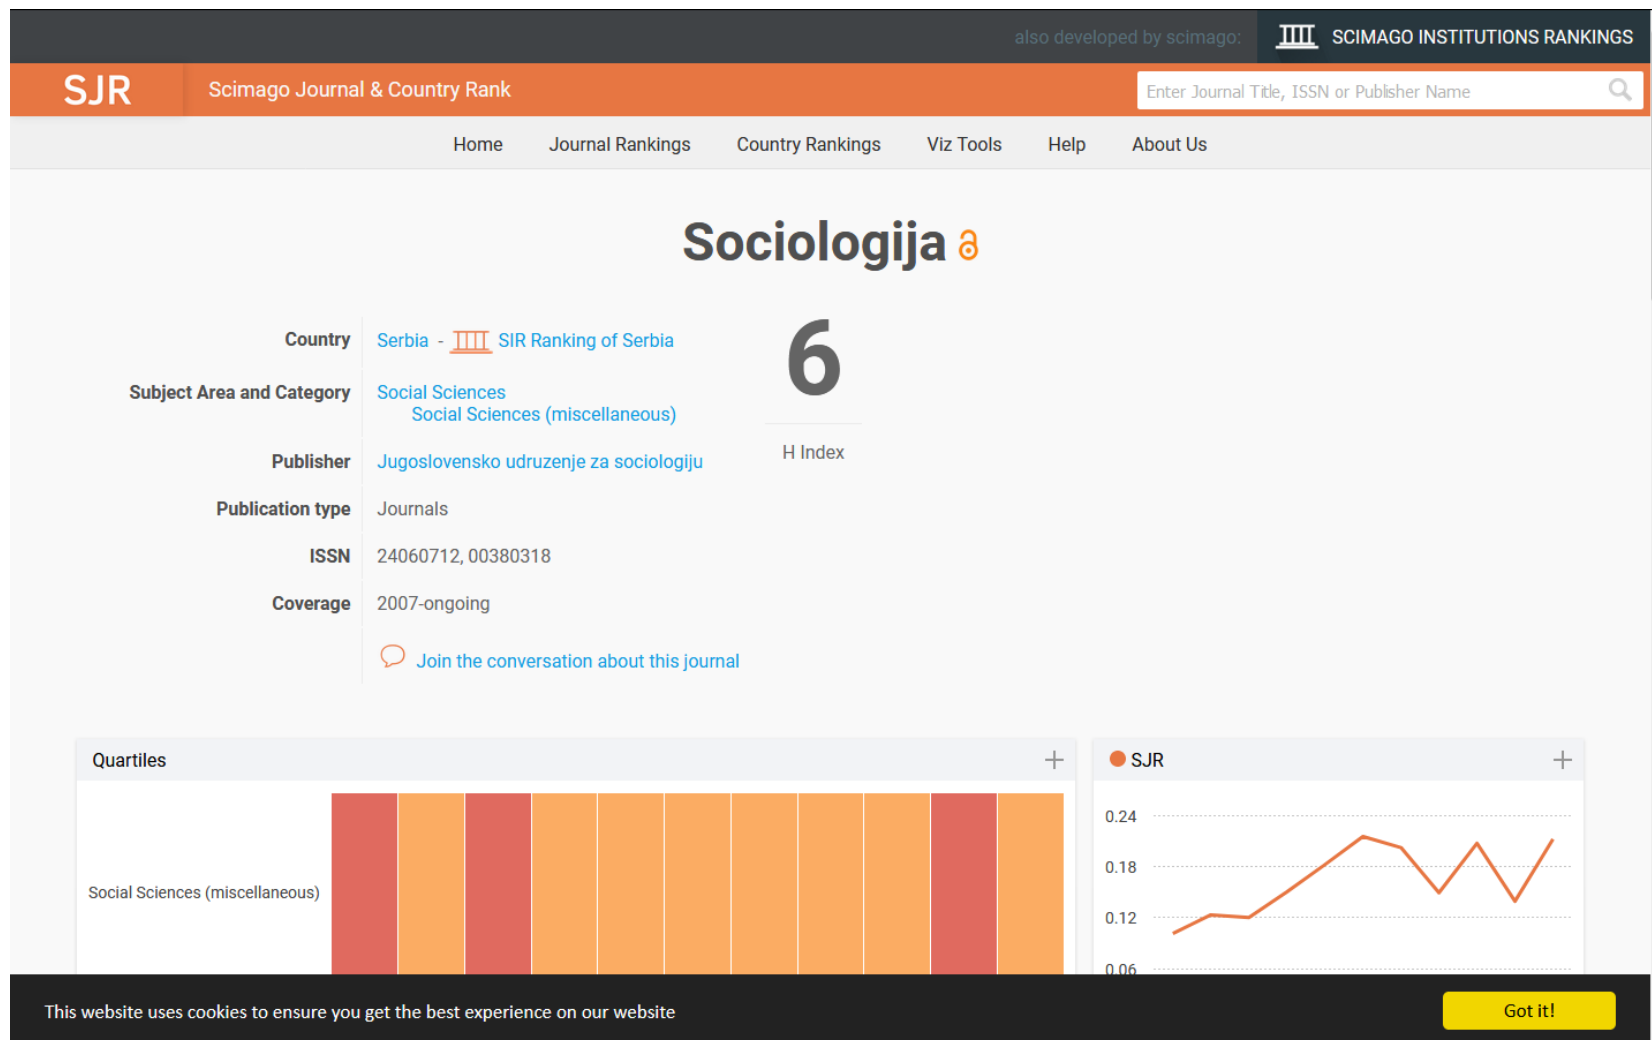 also developed by scimago:
SCIMAGO INSTITUTIONS RANKINGS
SJR
Scimago Journal & Country Rank
Enter Journal Title, ISSN or Publisher Name
Home Journal Rankings Country Rankings Viz Tools Help About Us
Sociologija
Country Serbia - SIR Ranking of Serbia
Subject Area and Category Social Sciences
Social Sciences (miscellaneous)
Publisher Jugoslovensko udruzenje za sociologiju
Publication type Journals
ISSN 24060712, 00380318
Coverage 2007-ongoing
Join the conversation about this journal
6
H Index
Quartiles
Social Sciences (miscellaneous)
SJR
0.24
0.18
0.12
0.06
This website uses cookies to ensure you get the best experience on our website
Got it!